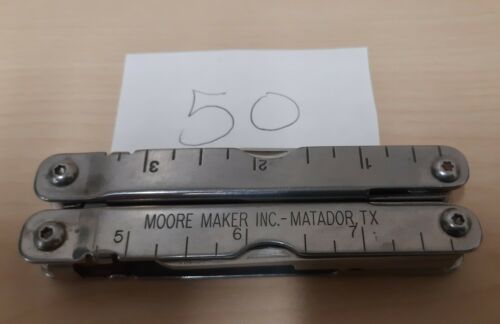 50
3 2 1
MOORE MAKER INC.-MATADOR, TX
5 6 7